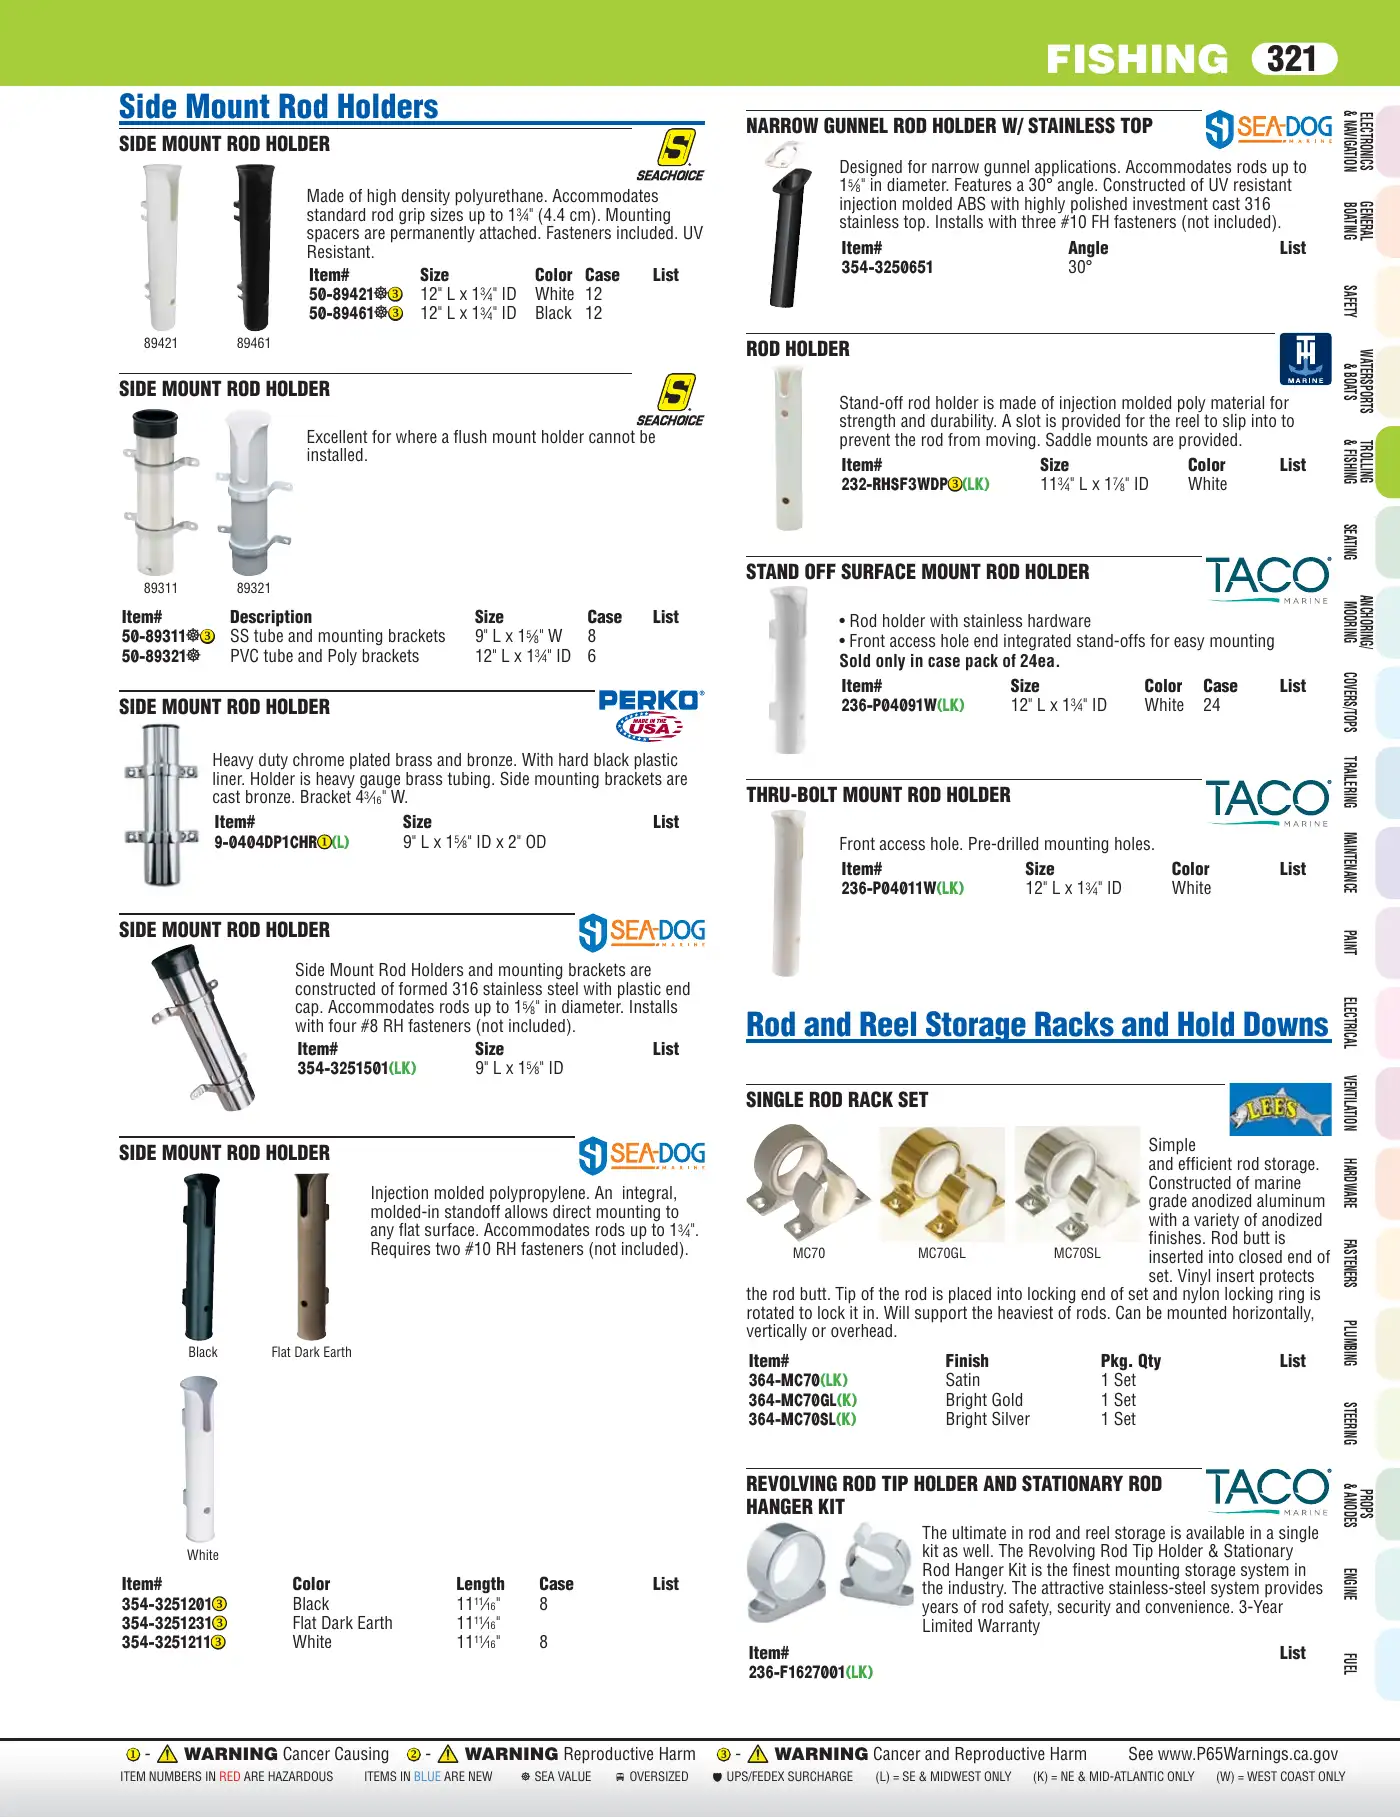 FISHING 321
Side Mount Rod Holders
SIDE MOUNT ROD HOLDER
S
SEACHOICE
Made of high density polyurethane. Accommodates
standard rod grip sizes up to 1¾" (4.4 cm). Mounting
spacers are permanently attached. Fasteners included. UV
Resistant.
Item# Size Color Case List
50-89421③ 12" L x 1¾" ID White 12
50-89461③ 12" L x 1¾" ID Black 12
89421 89461
SIDE MOUNT ROD HOLDER
S
SEACHOICE
Excellent for where a flush mount holder cannot be
installed.
89311 89321
Item# Description Size Case List
50-89311③ SS tube and mounting brackets 9" L x 1⅝" W 8
50-89321 PVC tube and Poly brackets 12" L x 1¾" ID 6
SIDE MOUNT ROD HOLDER
PERKO®
MADE IN THE
USA
Heavy duty chrome plated brass and bronze. With hard black plastic
liner. Holder is heavy gauge brass tubing. Side mounting brackets are
cast bronze. Bracket 4³⁄₁₆" W.
Item# Size List
9-0404DP1CHR①(L) 9" L x 1⅝" ID x 2" OD
SIDE MOUNT ROD HOLDER
SEA-DOG
MARINE
Side Mount Rod Holders and mounting brackets are
constructed of formed 316 stainless steel with plastic end
cap. Accommodates rods up to 1⅝" in diameter. Installs
with four #8 RH fasteners (not included).
Item# Size List
354-3251501(LK) 9" L x 1⅝" ID
SIDE MOUNT ROD HOLDER
SEA-DOG
MARINE
Injection molded polypropylene. An integral,
molded-in standoff allows direct mounting to
any flat surface. Accommodates rods up to 1¾".
Requires two #10 RH fasteners (not included).
Black Flat Dark Earth
White
Item# Color Length Case List
354-3251201③ Black 11¹¹⁄₁₆" 8
354-3251231③ Flat Dark Earth 11¹¹⁄₁₆"
354-3251211③ White 11¹¹⁄₁₆" 8
NARROW GUNNEL ROD HOLDER W/ STAINLESS TOP
SEA-DOG
MARINE
Designed for narrow gunnel applications. Accommodates rods up to
1⅝" in diameter. Features a 30° angle. Constructed of UV resistant
injection molded ABS with highly polished investment cast 316
stainless top. Installs with three #10 FH fasteners (not included).
Item# Angle List
354-3250651 30°
ROD HOLDER
TH
MARINE
Stand-off rod holder is made of injection molded poly material for
strength and durability. A slot is provided for the reel to slip into to
prevent the rod from moving. Saddle mounts are provided.
Item# Size Color List
232-RHSF3WDP③(LK) 11¾" L x 1⅞" ID White
STAND OFF SURFACE MOUNT ROD HOLDER
TACO
MARINE
• Rod holder with stainless hardware
• Front access hole end integrated stand-offs for easy mounting
Sold only in case pack of 24ea.
Item# Size Color Case List
236-P04091W(LK) 12" L x 1¾" ID White 24
THRU-BOLT MOUNT ROD HOLDER
TACO
MARINE
Front access hole. Pre-drilled mounting holes.
Item# Size Color List
236-P04011W(LK) 12" L x 1¾" ID White
Rod and Reel Storage Racks and Hold Downs
SINGLE ROD RACK SET
LEES
MC70 MC70GL MC70SL
Simple
and efficient rod storage.
Constructed of marine
grade anodized aluminum
with a variety of anodized
finishes. Rod butt is
inserted into closed end of
set. Vinyl insert protects
the rod butt. Tip of the rod is placed into locking end of set and nylon locking ring is
rotated to lock it in. Will support the heaviest of rods. Can be mounted horizontally,
vertically or overhead.
Item# Finish Pkg. Qty List
364-MC70(LK) Satin 1 Set
364-MC70GL(K) Bright Gold 1 Set
364-MC70SL(K) Bright Silver 1 Set
REVOLVING ROD TIP HOLDER AND STATIONARY ROD
HANGER KIT
TACO
MARINE
The ultimate in rod and reel storage is available in a single
kit as well. The Revolving Rod Tip Holder & Stationary
Rod Hanger Kit is the finest mounting storage system in
the industry. The attractive stainless-steel system provides
years of rod safety, security and convenience. 3-Year
Limited Warranty
Item# List
236-F1627001(LK)
ELECTRONICS
& NAVIGATION
GENERAL
BOATING
SAFETY
WATERSPORTS
& BOATS
TROLLING
& FISHING
SEATING
ANCHORING/
MOORING
COVERS/TOPS
TRAILERING
MAINTENANCE
PAINT
ELECTRICAL
VENTILATION
HARDWARE
FASTENERS
PLUMBING
STEERING
PROPS
& ANODES
ENGINE
FUEL
① - ⚠ WARNING Cancer Causing ② - ⚠ WARNING Reproductive Harm ③ - ⚠ WARNING Cancer and Reproductive Harm See www.P65Warnings.ca.gov
ITEM NUMBERS IN RED ARE HAZARDOUS ITEMS IN BLUE ARE NEW SEA VALUE OVERSIZED UPS/FEDEX SURCHARGE (L) = SE & MIDWEST ONLY (K) = NE & MID-ATLANTIC ONLY (W) = WEST COAST ONLY